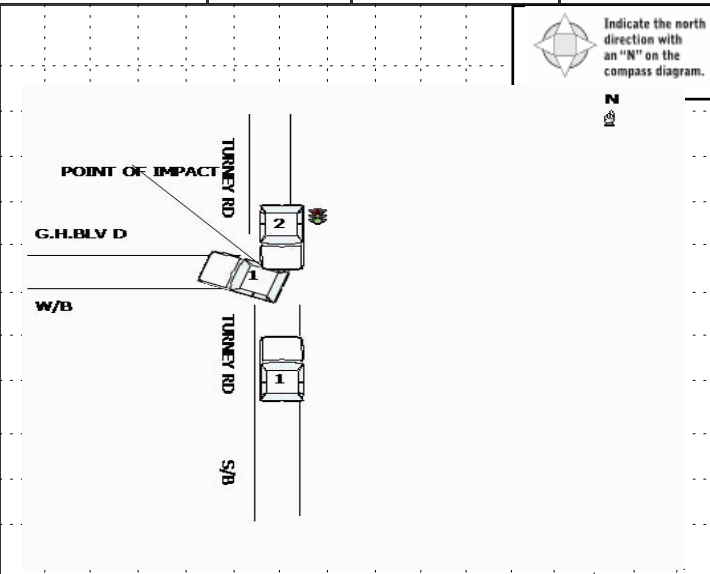 Indicate the north
direction with
an “N” on the
compass diagram.
N
TURNEY RD
POINT OF IMPACT
2
G.H.BLV D
1
W/B
TURNEY RD
1
S/B